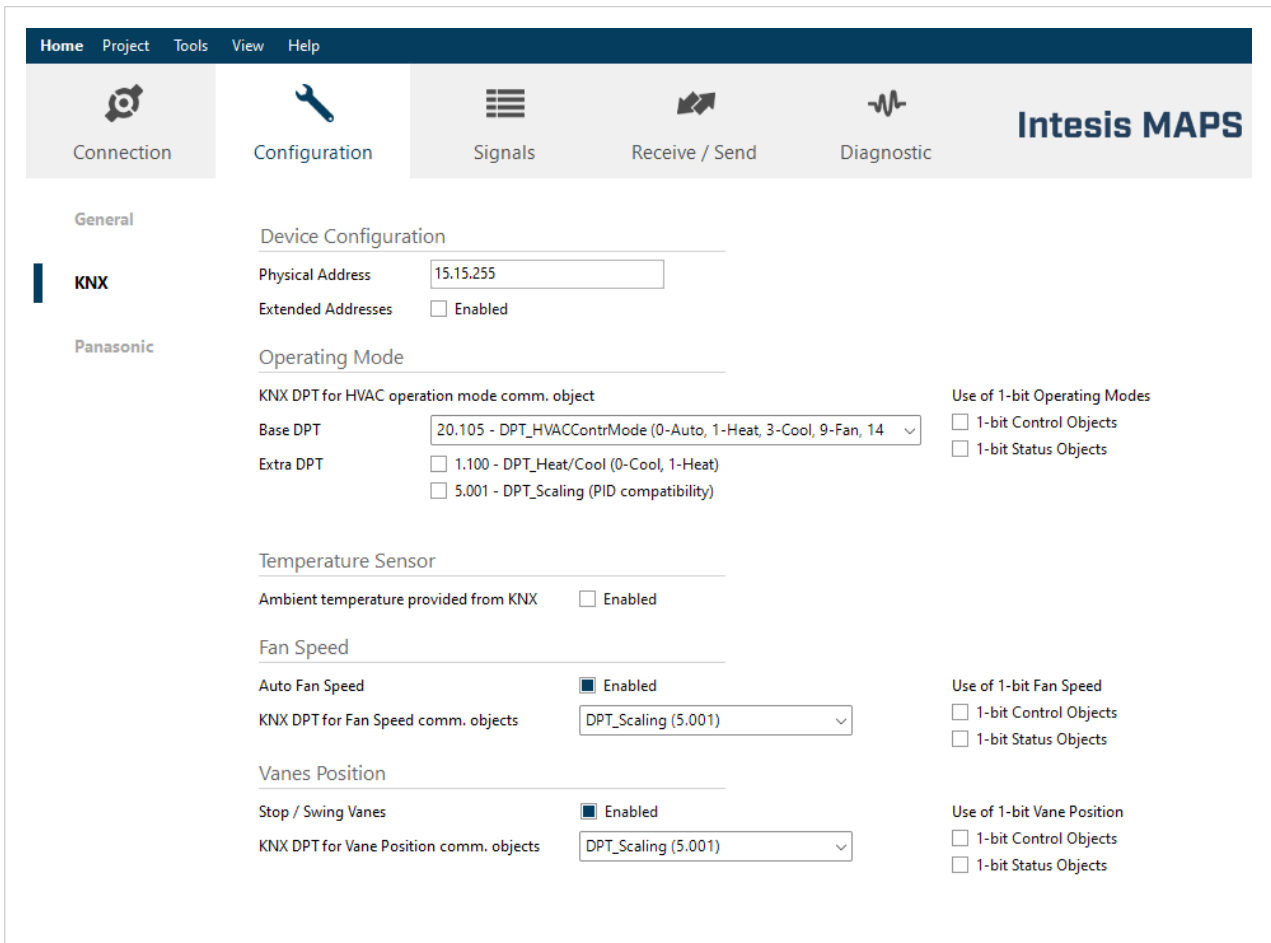 Home Project Tools View Help
Connection Configuration Signals Receive / Send Diagnostic Intesis MAPS
General
KNX
Panasonic
Device Configuration
Physical Address 15.15.255
Extended Addresses Enabled
Operating Mode
KNX DPT for HVAC operation mode comm. object Use of 1-bit Operating Modes
Base DPT 20.105 - DPT_HVACContrMode (0-Auto, 1-Heat, 3-Cool, 9-Fan, 14 1-bit Control Objects
1-bit Status Objects
Extra DPT 1.100 - DPT_Heat/Cool (0-Cool, 1-Heat)
5.001 - DPT_Scaling (PID compatibility)
Temperature Sensor
Ambient temperature provided from KNX Enabled
Fan Speed
Auto Fan Speed Enabled Use of 1-bit Fan Speed
KNX DPT for Fan Speed comm. objects DPT_Scaling (5.001) 1-bit Control Objects
1-bit Status Objects
Vanes Position
Stop / Swing Vanes Enabled Use of 1-bit Vane Position
KNX DPT for Vane Position comm. objects DPT_Scaling (5.001) 1-bit Control Objects
1-bit Status Objects